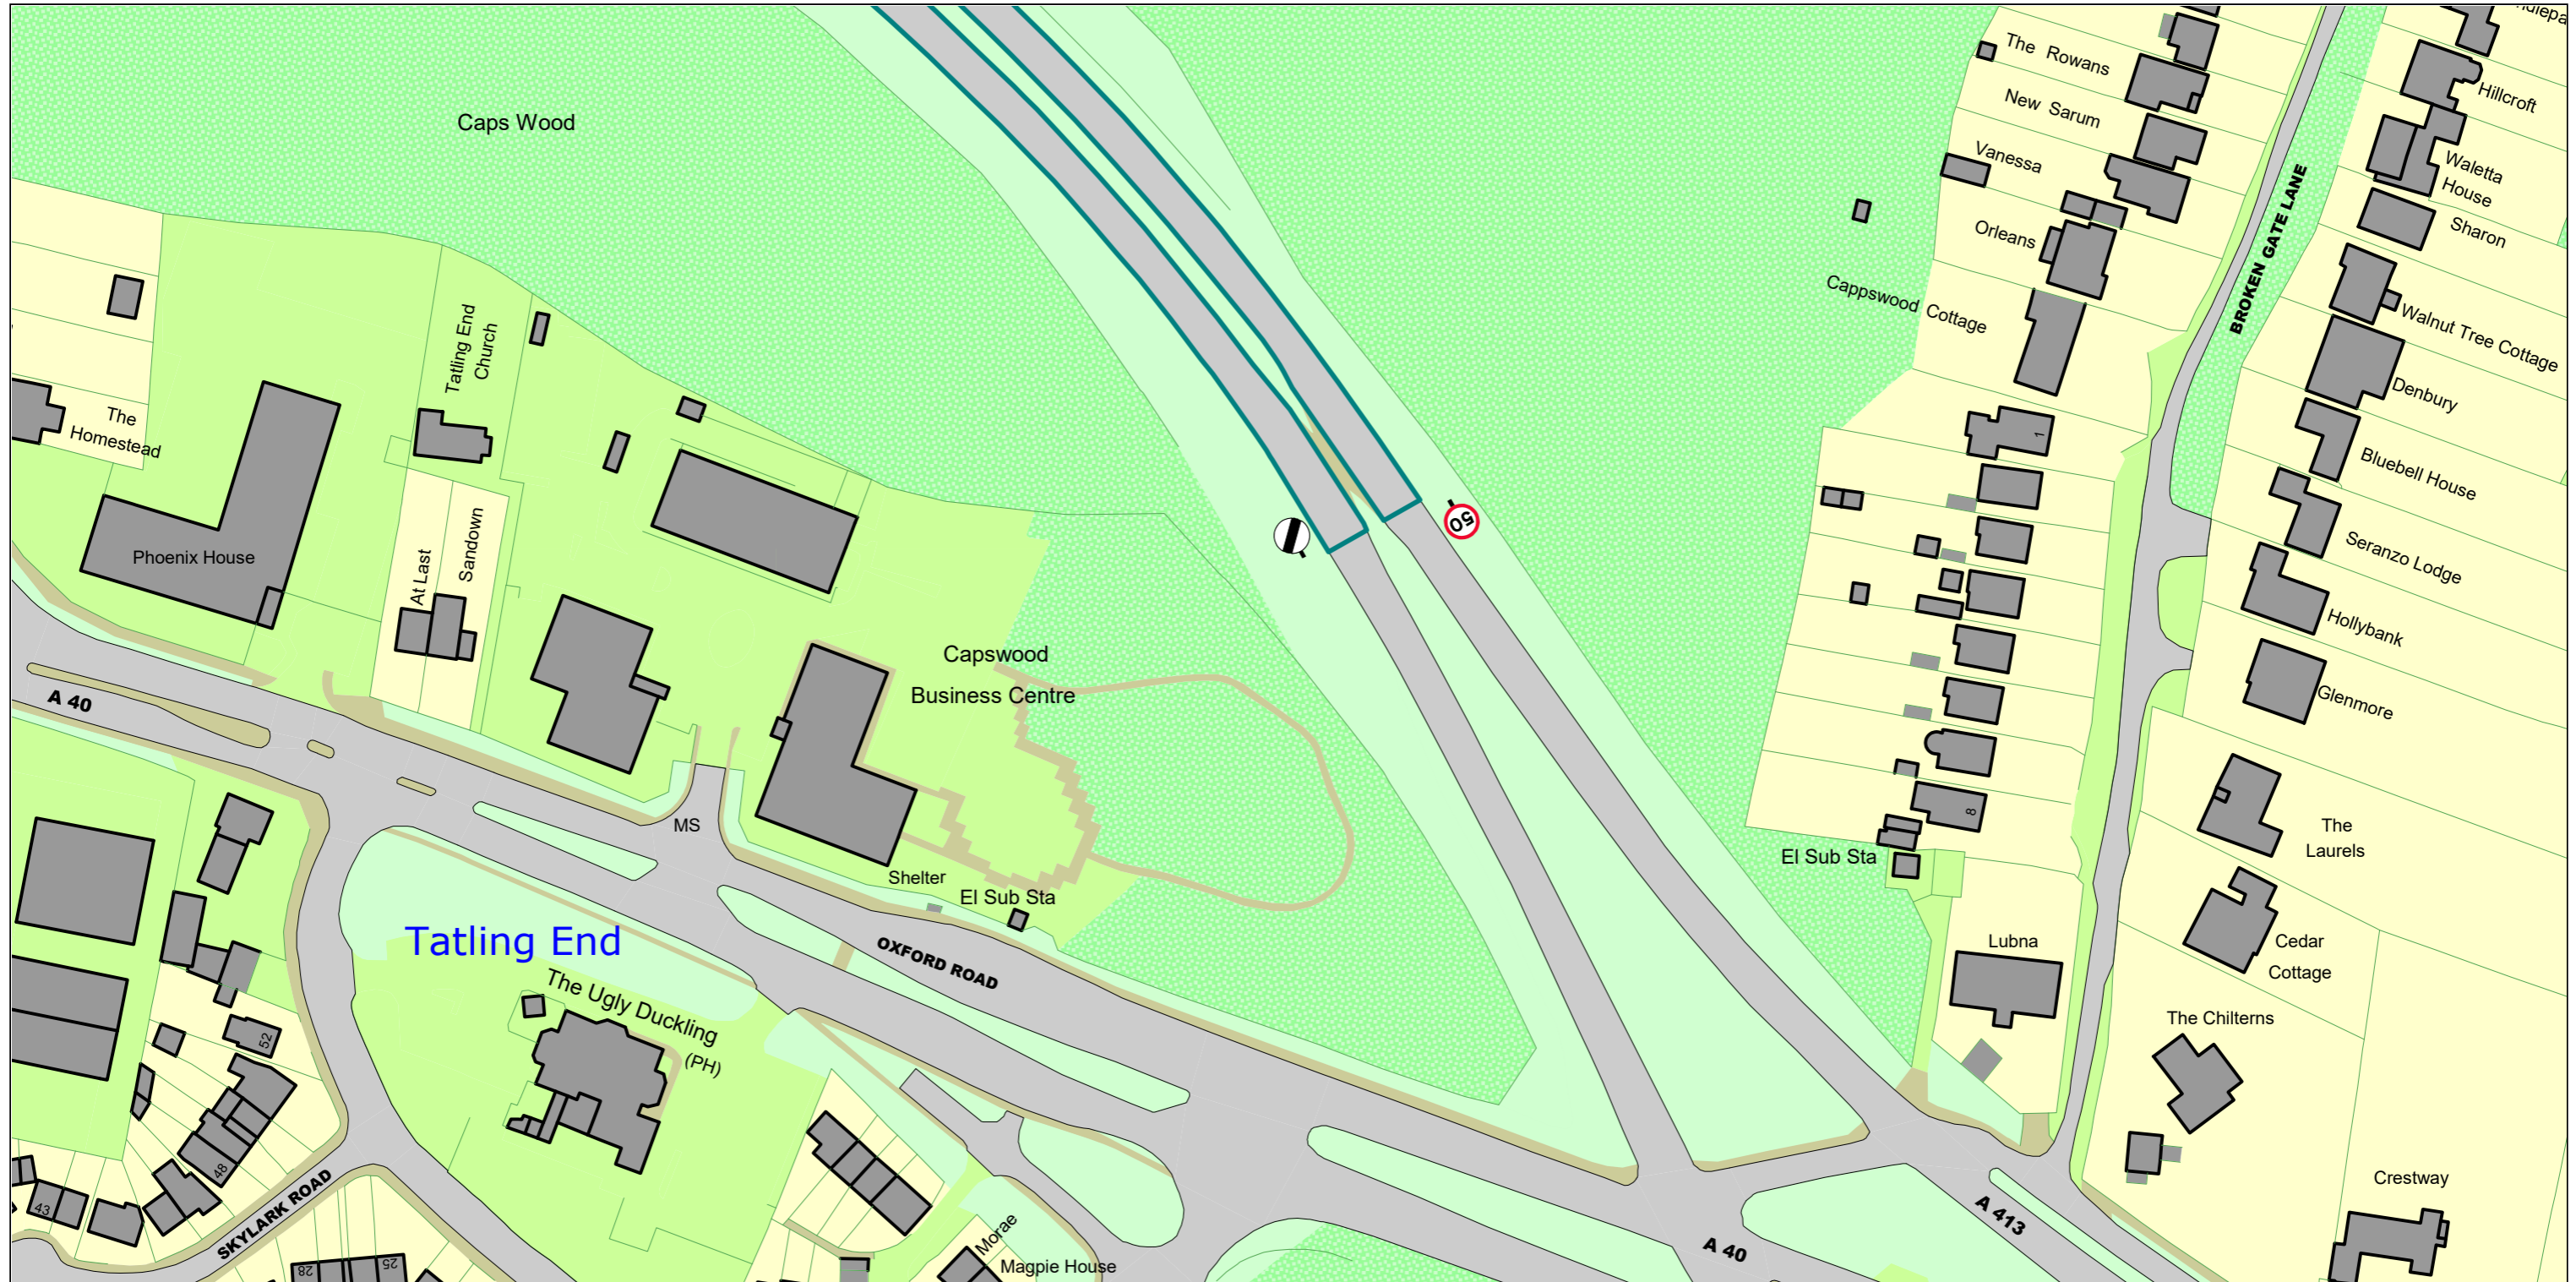 The Rowans
Hillcroft
New Sarum
Caps Wood
Vanessa
Waletta
House
Sharon
Orleans
BROKEN GATE LANE
Cappswood Cottage
Tatling End
Church
Walnut Tree Cottage
Denbury
1
The
Homestead
Bluebell House
50
Sandown
Phoenix House
At Last
Seranzo Lodge
Hollybank
Capswood
Business Centre
Glenmore
A 40
8
MS
The
Laurels
El Sub Sta
Shelter
El Sub Sta
Tatling End
OXFORD ROAD
Lubna
Cedar
Cottage
The Ugly Duckling
(PH)
The Chilterns
52
48
43
SKYLARK ROAD
Crestway
A 413
A 40
Morae
Magpie House
28
25